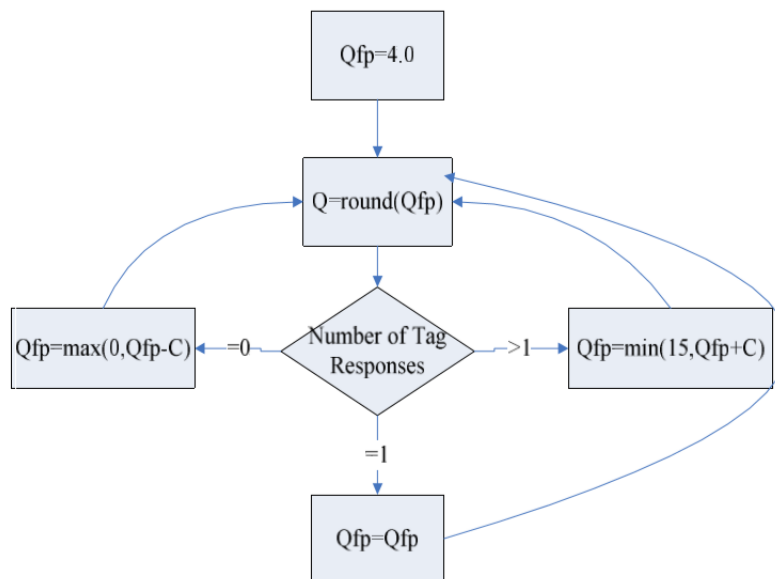 Qfp=4.0
Q=round(Qfp)
Qfp=max(0,Qfp-C)
=0
Number of Tag
Responses
>1
Qfp=min(15,Qfp+C)
=1
Qfp=Qfp